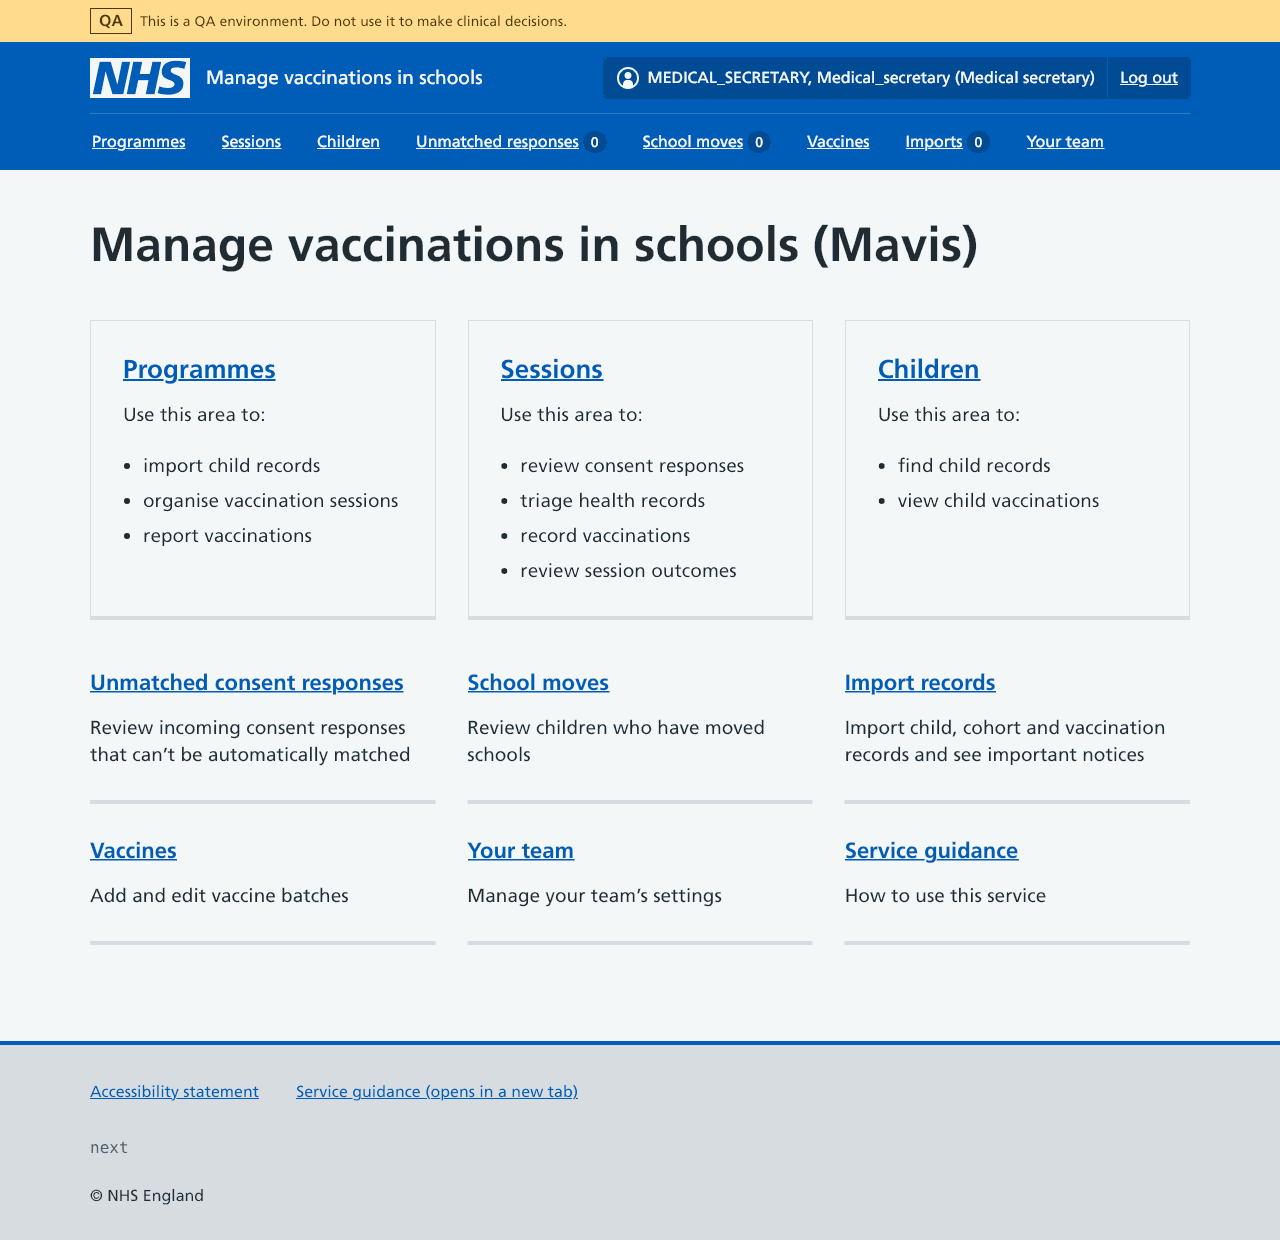 QA This is a QA environment. Do not use it to make clinical decisions.
NHS Manage vaccinations in schools MEDICAL_SECRETARY, Medical_secretary (Medical secretary) Log out
Programmes Sessions Children Unmatched responses 0 School moves 0 Vaccines Imports 0 Your team
Manage vaccinations in schools (Mavis)
Programmes
Use this area to:
• import child records
• organise vaccination sessions
• report vaccinations
Sessions
Use this area to:
• review consent responses
• triage health records
• record vaccinations
• review session outcomes
Children
Use this area to:
• find child records
• view child vaccinations
Unmatched consent responses
Review incoming consent responses
that can’t be automatically matched
School moves
Review children who have moved
schools
Import records
Import child, cohort and vaccination
records and see important notices
Vaccines
Add and edit vaccine batches
Your team
Manage your team’s settings
Service guidance
How to use this service
Accessibility statement Service guidance (opens in a new tab)
next
© NHS England